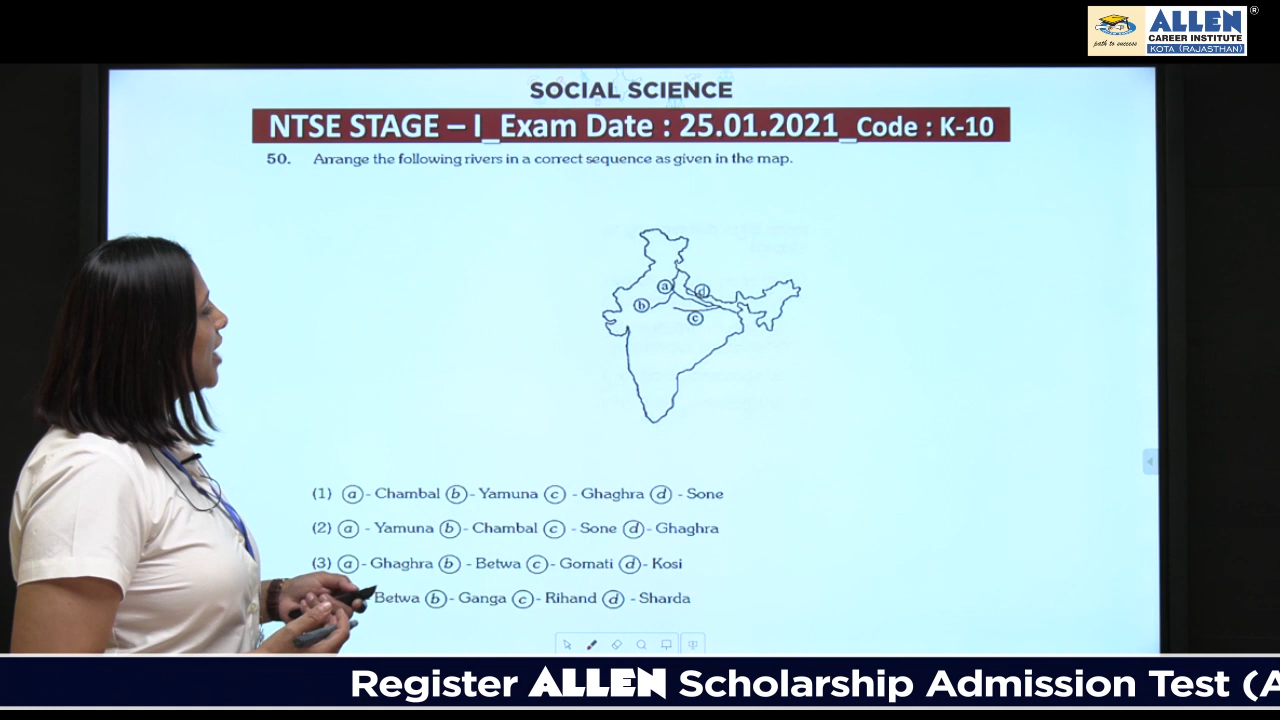 ALLEN ®
CAREER INSTITUTE
path to success
KOTA (RAJASTHAN)
SOCIAL SCIENCE
NTSE STAGE – I_Exam Date : 25.01.2021_Code : K-10
50. Arrange the following rivers in a correct sequence as given in the map.
a
d
b
c
(1) ⓐ - Chambal ⓑ - Yamuna ⓒ - Ghaghra ⓓ - Sone
(2) ⓐ - Yamuna ⓑ - Chambal ⓒ - Sone ⓓ - Ghaghra
(3) ⓐ - Ghaghra ⓑ - Betwa ⓒ - Gomati ⓓ - Kosi
Betwa ⓑ - Ganga ⓒ - Rihand ⓓ - Sharda
Register ALLEN Scholarship Admission Test (A